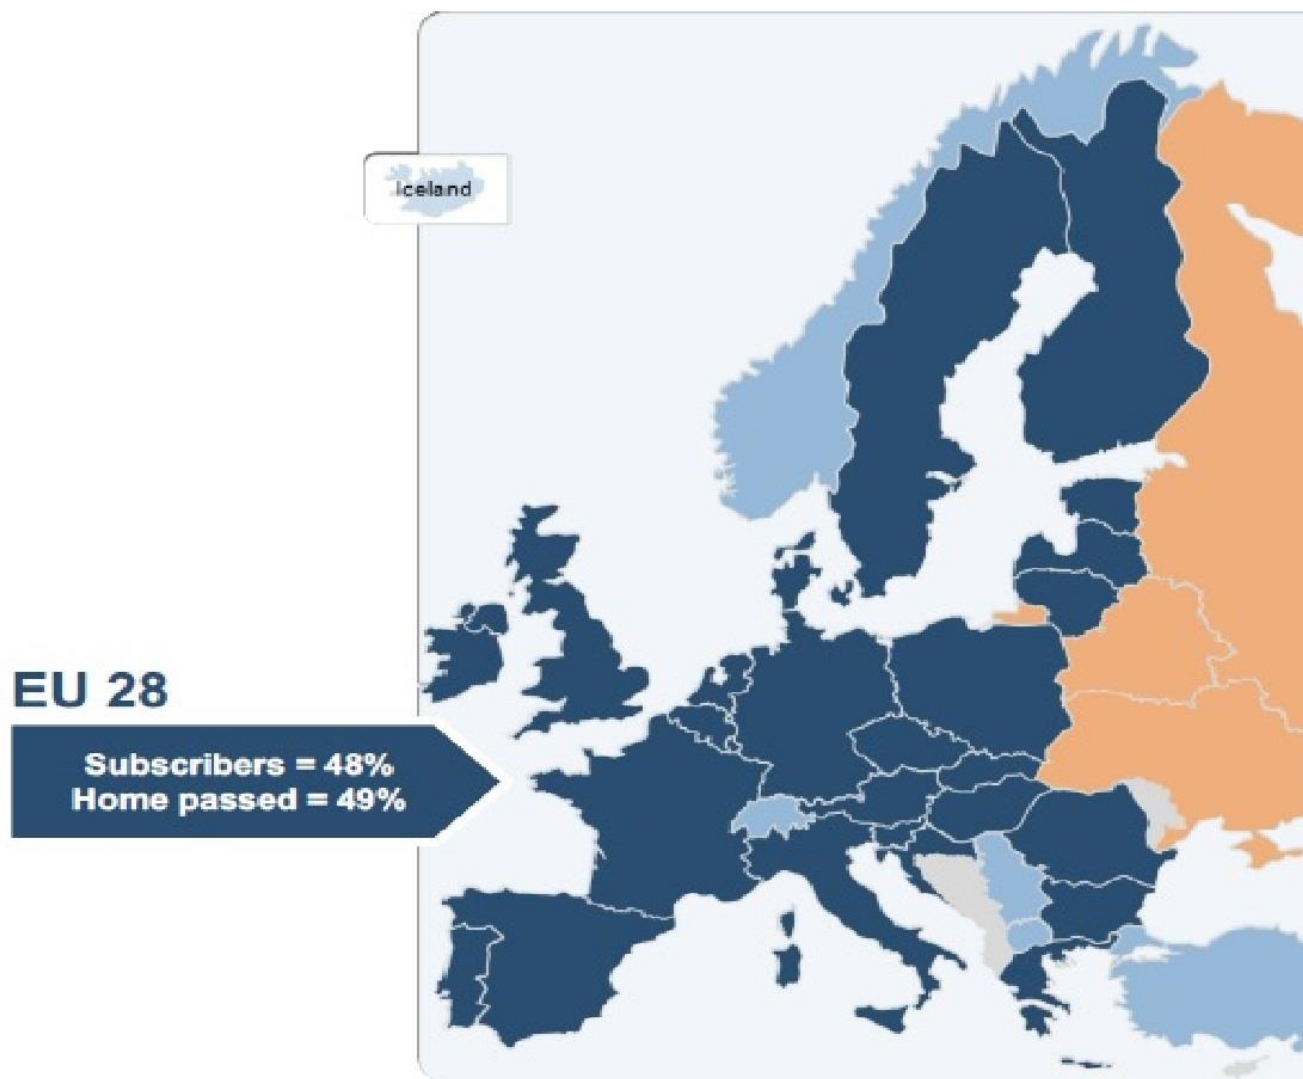 Iceland
EU 28
Subscribers = 48%
Home passed = 49%